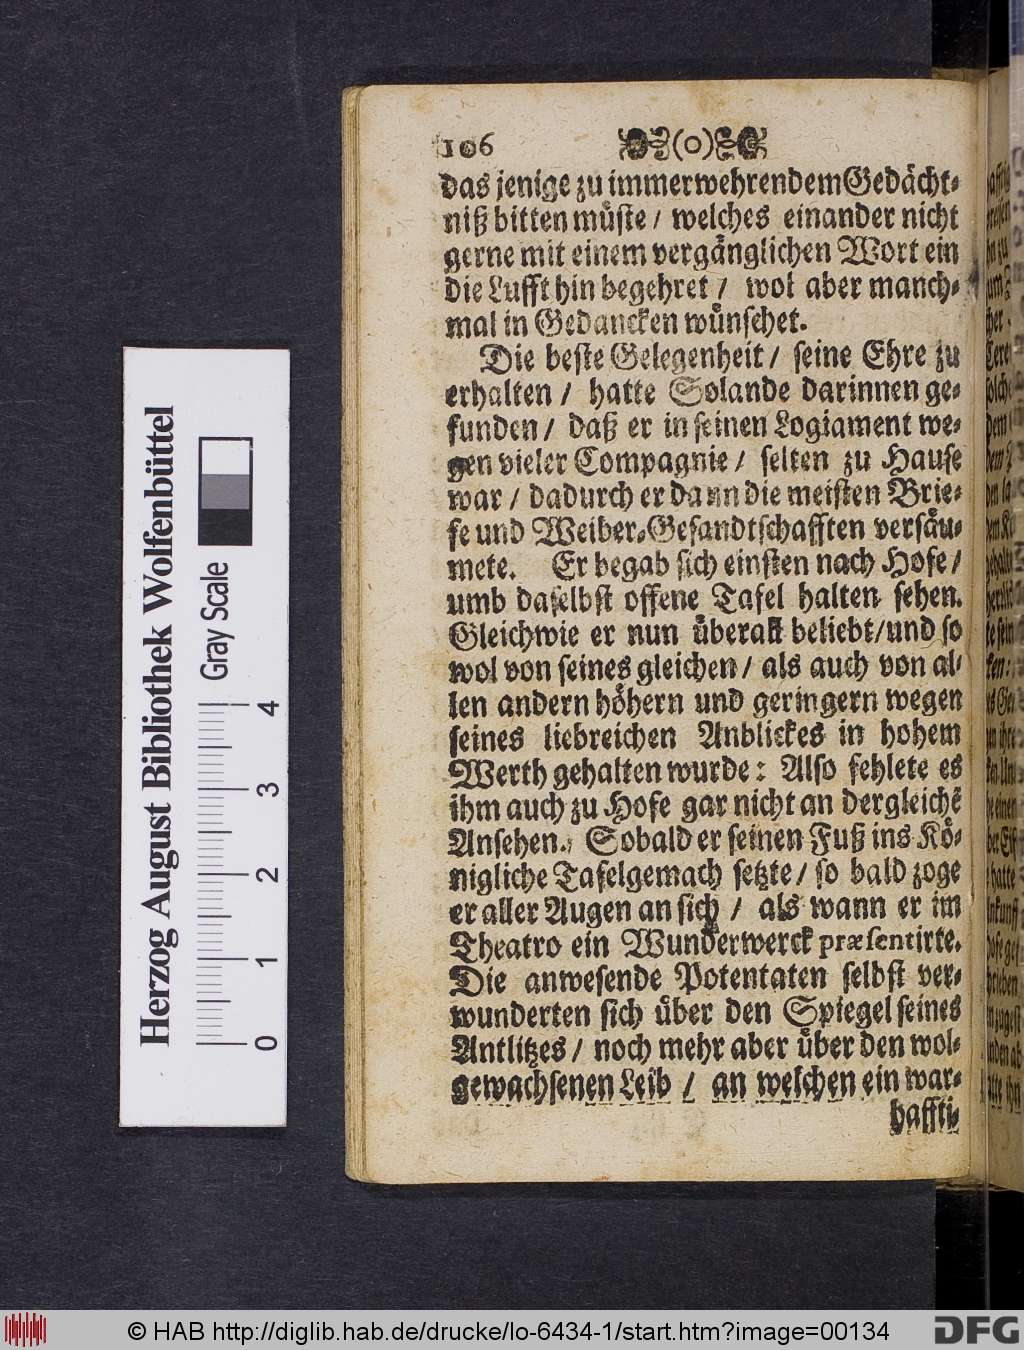 106 (o)
das jenige zu immerwehrendem Gedächt-
niß bitten müste / welches einander nicht
gerne mit einem vergänglichen Wort ein
die Lufft hin begehret / wol aber manch-
mal in Gedancken wünschet.
Die beste Gelegenheit / seine Ehre zu
erhalten / hatte Solande darinnen ge-
funden / daß er in seinen Logiament we-
gen vieler Compagnie / selten zu Hause
war / dadurch er dann die meisten Brie-
fe und Weiber-Gesandtschafften versäu-
mete. Er begab sich einsten nach Hofe /
umb daselbst offene Tafel halten sehen.
Gleichwie er nun überall beliebt / und so
wol von seines gleichen / als auch von al-
len andern höhern und geringern wegen
seines liebreichen Anblickes in hohem
Werth gehalten wurde: Also fehlete es
ihm auch zu Hofe gar nicht an dergleichẽ
Ansehen. Sobald er seinen Fuß ins Kö-
nigliche Tafelgemach setzte / so bald zoge
er aller Augen an sich / als wann er im
Theatro ein Wunderwerck præsentirte.
Die anwesende Potentaten selbst ver-
wunderten sich über den Spiegel seines
Antlitzes / noch mehr aber über den wol-
gewachsenen Leib / an welchen ein war-
haffti-
Herzog August Bibliothek Wolfenbüttel
Gray Scale
0 1 2 3 4
© HAB http://diglib.hab.de/drucke/lo-6434-1/start.htm?image=00134
DFG